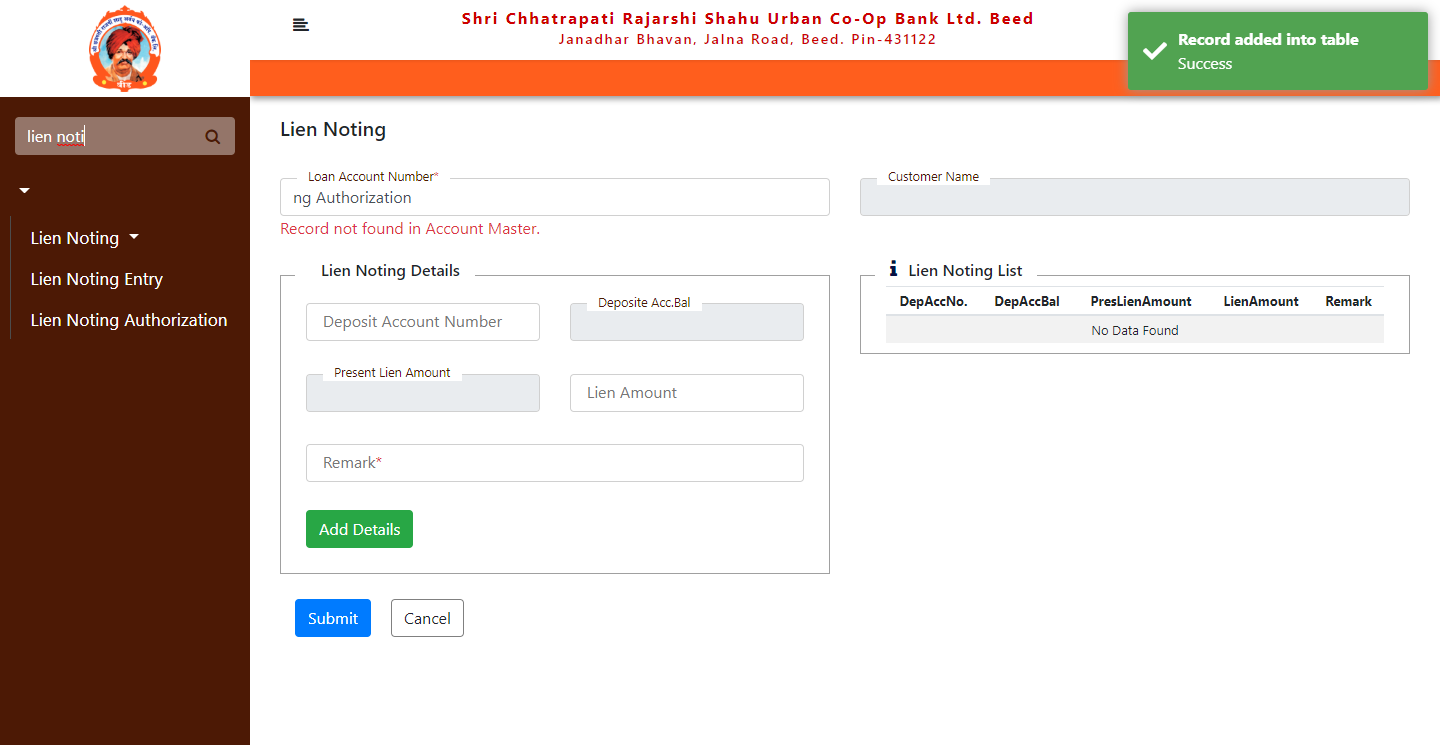 Shri Chhatrapati Rajarshi Shahu Urban Co-Op Bank Ltd. Beed
Janadhar Bhavan, Jalna Road, Beed. Pin-431122
Record added into table
Success
lien noti
Lien Noting
Lien Noting Entry
Lien Noting Authorization
Lien Noting
Loan Account Number*
ng Authorization
Record not found in Account Master.
Customer Name
Lien Noting Details
Deposit Account Number
Deposite Acc.Bal
Present Lien Amount
Lien Amount
Remark*
Add Details
Submit Cancel
Lien Noting List
DepAccNo. DepAccBal PresLienAmount LienAmount Remark
No Data Found